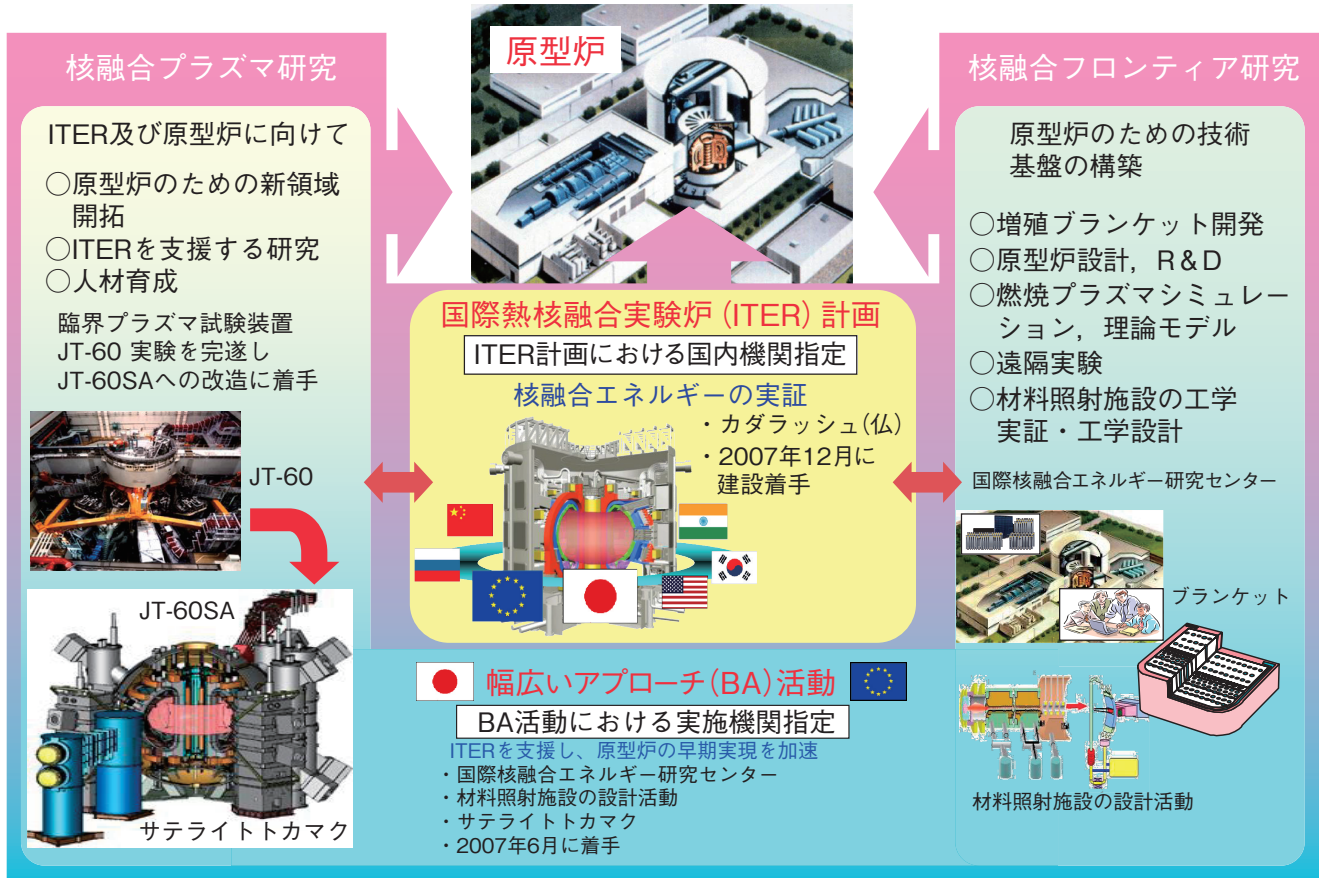 原型炉
核融合プラズマ研究
ITER及び原型炉に向けて
○原型炉のための新領域
開拓
○ITERを支援する研究
○人材育成
臨界プラズマ試験装置
JT-60 実験を完遂し
JT-60SAへの改造に着手
JT-60
JT-60SA
サテライトトカマク
国際熱核融合実験炉 (ITER) 計画
ITER計画における国内機関指定
核融合エネルギーの実証
・カダラッシュ(仏)
・2007年12月に
建設着手
幅広いアプローチ(BA)活動
BA活動における実施機関指定
ITERを支援し、原型炉の早期実現を加速
・国際核融合エネルギー研究センター
・材料照射施設の設計活動
・サテライトトカマク
・2007年6月に着手
核融合フロンティア研究
原型炉のための技術
基盤の構築
○増殖ブランケット開発
○原型炉設計，R＆D
○燃焼プラズマシミュレー
ション，理論モデル
○遠隔実験
○材料照射施設の工学
実証・工学設計
国際核融合エネルギー研究センター
ブランケット
材料照射施設の設計活動